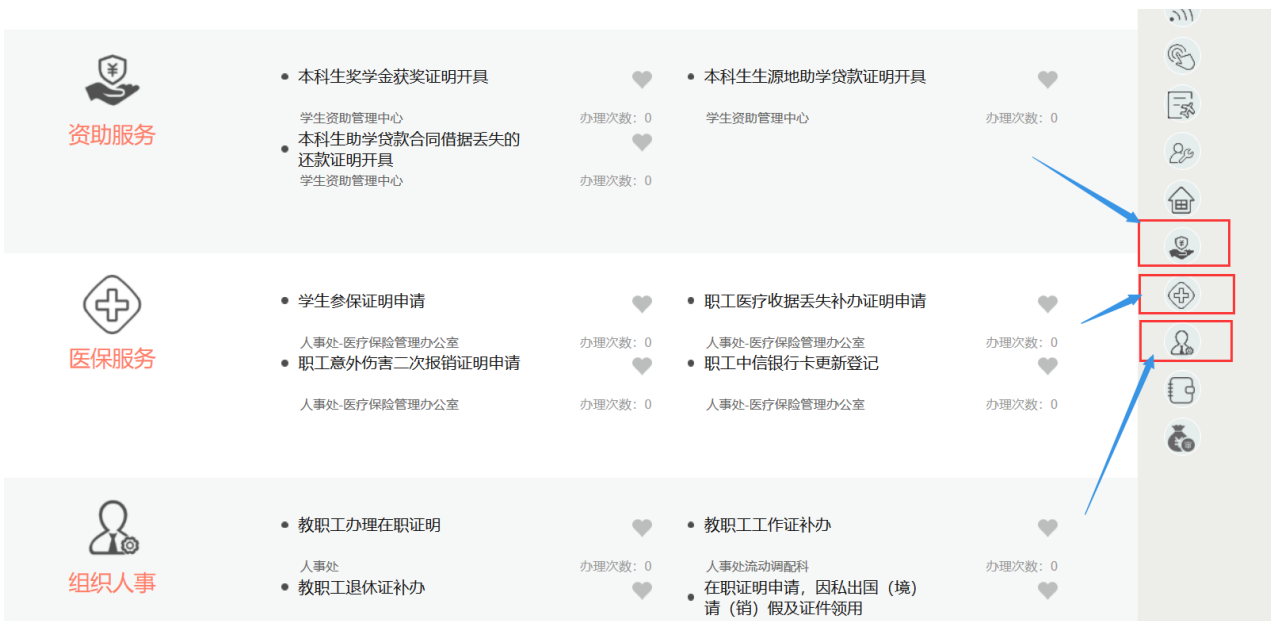 资助服务
本科生奖学金获奖证明开具
学生资助管理中心
办理次数：0
本科生生源地助学贷款证明开具
学生资助管理中心
办理次数：0
本科生助学贷款合同借据丢失的
还款证明开具
学生资助管理中心
办理次数：0
医保服务
学生参保证明申请
人事处-医疗保险管理办公室
办理次数：0
职工医疗收据丢失补办证明申请
人事处-医疗保险管理办公室
办理次数：0
职工意外伤害二次报销证明申请
人事处-医疗保险管理办公室
办理次数：0
职工中信银行卡更新登记
人事处-医疗保险管理办公室
办理次数：0
组织人事
教职工办理在职证明
人事处
办理次数：0
教职工工作证补办
人事处流动调配科
办理次数：0
教职工退休证补办
在职证明申请，因私出国（境）
请（销）假及证件领用